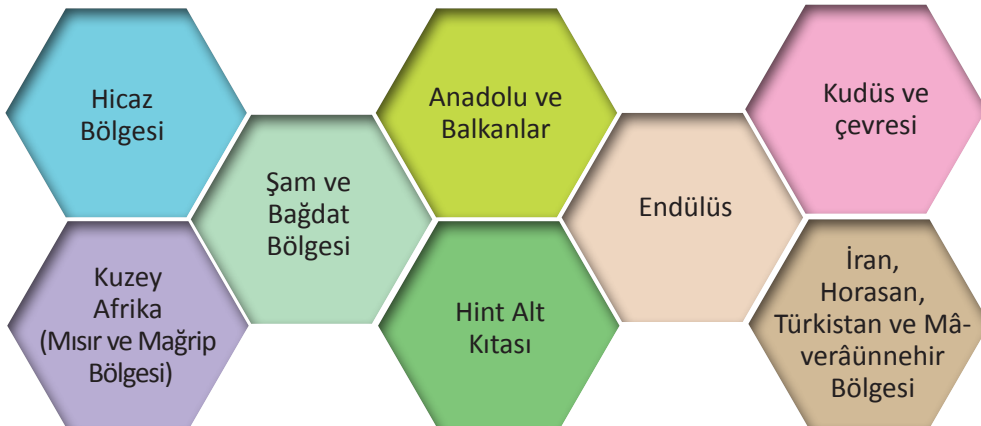 Hicaz
Bölgesi
Anadolu ve
Balkanlar
Kudüs ve
çevresi
Şam ve
Bağdat
Bölgesi
Endülüs
Kuzey
Afrika
(Mısır ve Mağrip
Bölgesi)
Hint Alt
Kıtası
İran,
Horasan,
Türkistan ve Mâ-
verâünnehir
Bölgesi